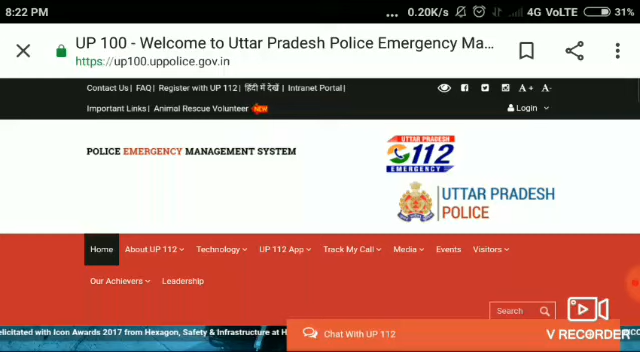 8:22 PM ... 0.20K/s 4G VoLTE 31%
UP 100 - Welcome to Uttar Pradesh Police Emergency Ma...
https://up100.uppolice.gov.in
Contact Us | FAQ | Register with UP 112 | हिंदी में देखें | Intranet Portal | A+ A-
Important Links | Animal Rescue Volunteer NEW Login
POLICE EMERGENCY MANAGEMENT SYSTEM
UTTAR PRADESH
112
EMERGENCY
UTTAR PRADESH
POLICE
Home About UP 112 Technology UP 112 App Track My Call Media Events Visitors
Our Achievers Leadership
Search
V RECORDER
elicitated with Icon Awards 2017 from Hexagon, Safety & Infrastructure at H
Chat With UP 112